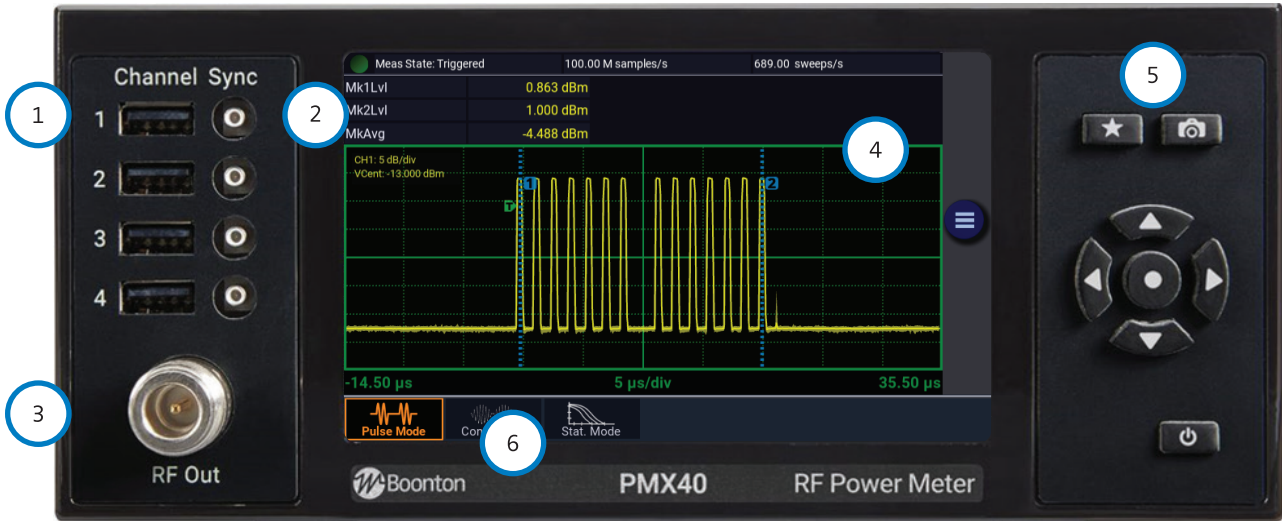 Channel Sync
1
2
3
4
RF Out
1
2
3
4
5
6
Meas State: Triggered 100.00 M samples/s 689.00 sweeps/s
Mk1Lvl 0.863 dBm
Mk2Lvl 1.000 dBm
MkAvg -4.488 dBm
CH1: 5 dB/div
VCent: -13.000 dBm
1 2
T
-14.50 µs 5 µs/div 35.50 µs
Pulse Mode Stat. Mode
Boonton PMX40 RF Power Meter